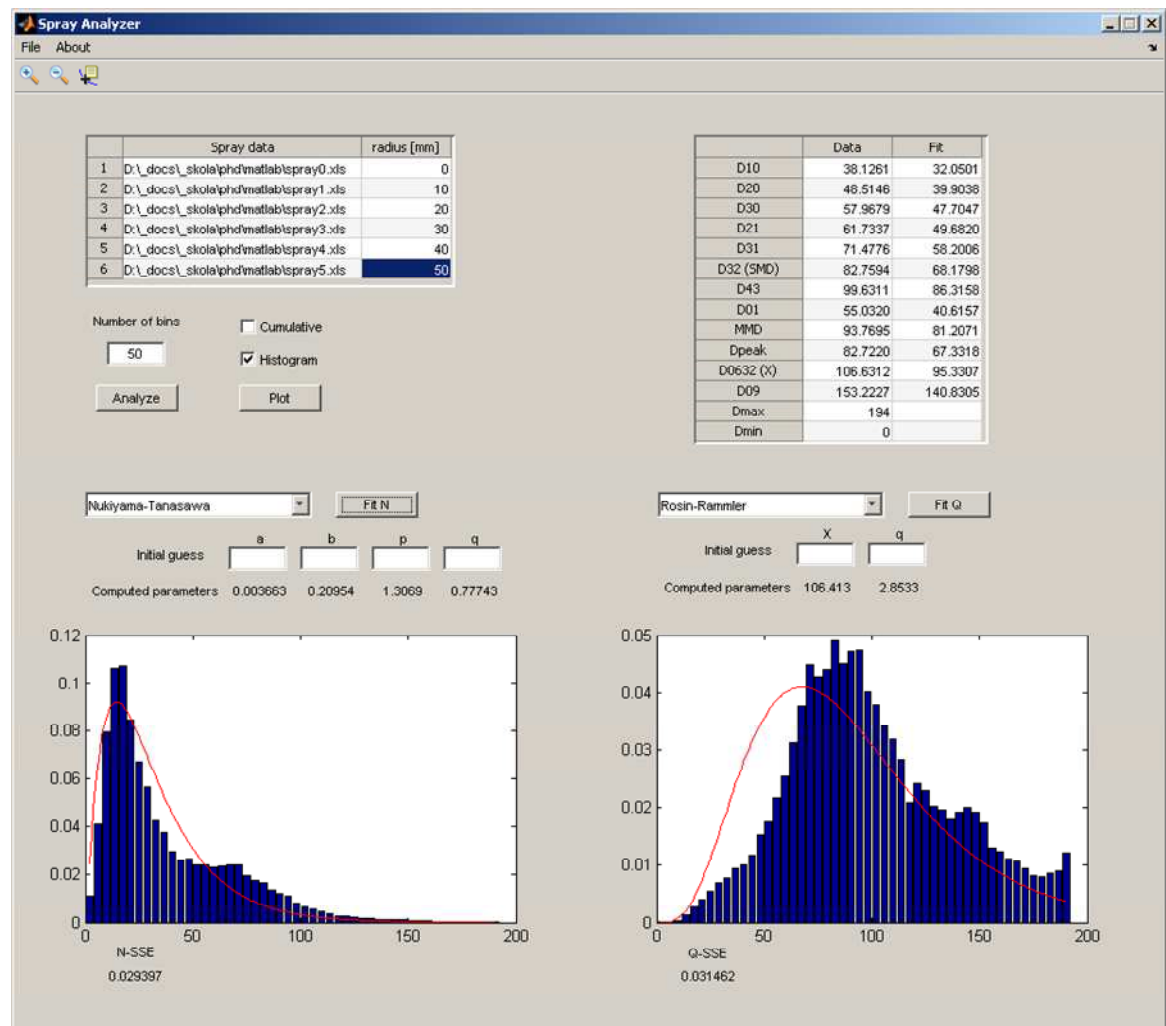 Spray Analyzer
File About
Spray data radius [mm]
1 D:\_docs\_skola\phd\matlab\spray0.xls 0
2 D:\_docs\_skola\phd\matlab\spray1.xls 10
3 D:\_docs\_skola\phd\matlab\spray2.xls 20
4 D:\_docs\_skola\phd\matlab\spray3.xls 30
5 D:\_docs\_skola\phd\matlab\spray4.xls 40
6 D:\_docs\_skola\phd\matlab\spray5.xls 50
Number of bins
50
Cumulative
Histogram
Analyze
Plot
Data Fit
D10 38.1261 32.0501
D20 48.5146 39.9038
D30 57.9679 47.7047
D21 61.7337 49.6820
D31 71.4776 58.2006
D32 (SMD) 82.7594 68.1798
D43 99.6311 86.3158
D01 55.0320 40.6157
MMD 93.7695 81.2071
Dpeak 82.7220 67.3318
D0632 (X) 106.6312 95.3307
D09 153.2227 140.8305
Dmax 194
Dmin 0
Nukiyama-Tanasawa
Fit N
a b p q
Initial guess
Computed parameters 0.003663 0.20954 1.3069 0.77743
Rosin-Rammler
Fit Q
X q
Initial guess
Computed parameters 106.413 2.8533
0.12
0.1
0.08
0.06
0.04
0.02
0
0 50 100 150 200
N-SSE
0.029397
0.05
0.04
0.03
0.02
0.01
0
0 50 100 150 200
Q-SSE
0.031462